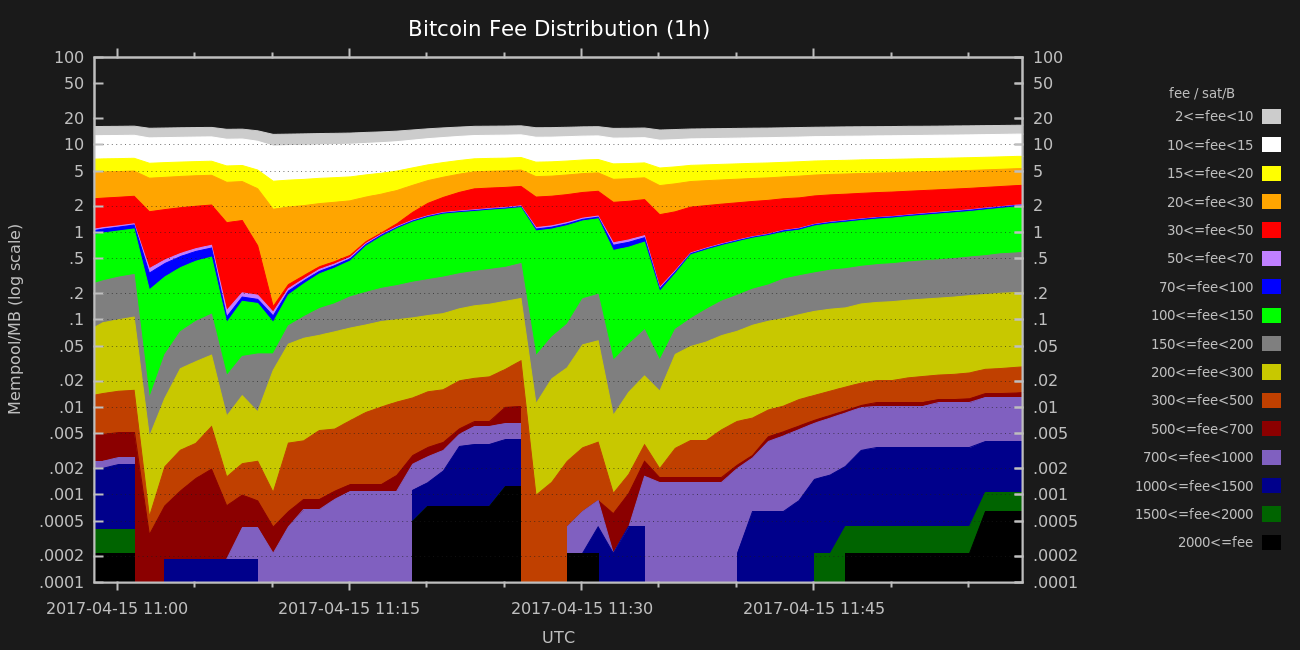 Bitcoin Fee Distribution (1h)
100
50
20
10
5
2
1
.5
.2
.1
.05
.02
.01
.005
.002
.001
.0005
.0002
.0001
Mempool/MB (log scale)
100
50
20
10
5
2
1
.5
.2
.1
.05
.02
.01
.005
.002
.001
.0005
.0002
.0001
fee / sat/B
2<=fee<10
10<=fee<15
15<=fee<20
20<=fee<30
30<=fee<50
50<=fee<70
70<=fee<100
100<=fee<150
150<=fee<200
200<=fee<300
300<=fee<500
500<=fee<700
700<=fee<1000
1000<=fee<1500
1500<=fee<2000
2000<=fee
2017-04-15 11:00
2017-04-15 11:15
2017-04-15 11:30
2017-04-15 11:45
UTC